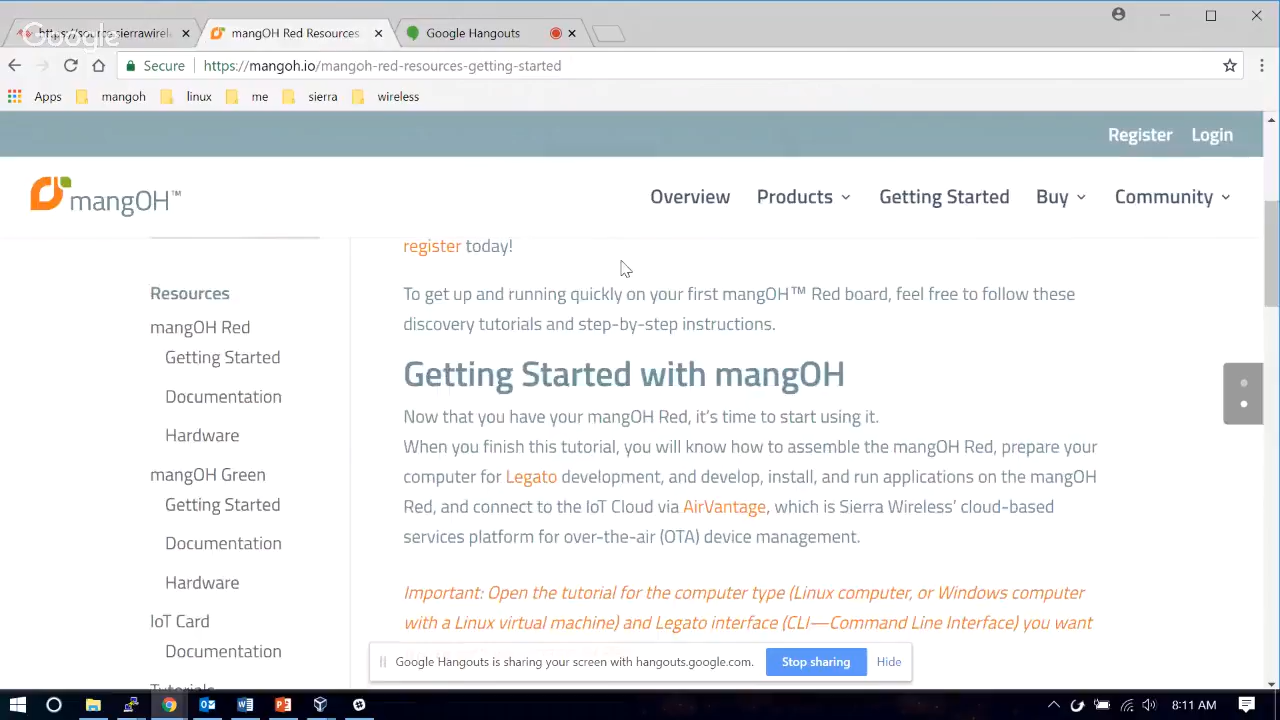 https://source.sierrawirel
mangOH Red Resources
Google Hangouts
Google
Secure
https://mangoh.io/mangoh-red-resources-getting-started
Apps
mangoh
linux
me
sierra
wireless
Register
Login
mangOH™
Overview
Products
Getting Started
Buy
Community
Resources
mangOH Red
Getting Started
Documentation
Hardware
mangOH Green
Getting Started
Documentation
Hardware
IoT Card
Documentation
Tutorials
register today!
To get up and running quickly on your first mangOH™ Red board, feel free to follow these
discovery tutorials and step-by-step instructions.
Getting Started with mangOH
Now that you have your mangOH Red, it's time to start using it.
When you finish this tutorial, you will know how to assemble the mangOH Red, prepare your
computer for Legato development, and develop, install, and run applications on the mangOH
Red, and connect to the IoT Cloud via AirVantage, which is Sierra Wireless' cloud-based
services platform for over-the-air (OTA) device management.
Important: Open the tutorial for the computer type (Linux computer, or Windows computer
with a Linux virtual machine) and Legato interface (CLI—Command Line Interface) you want
Google Hangouts is sharing your screen with hangouts.google.com.
Stop sharing
Hide
8:11 AM